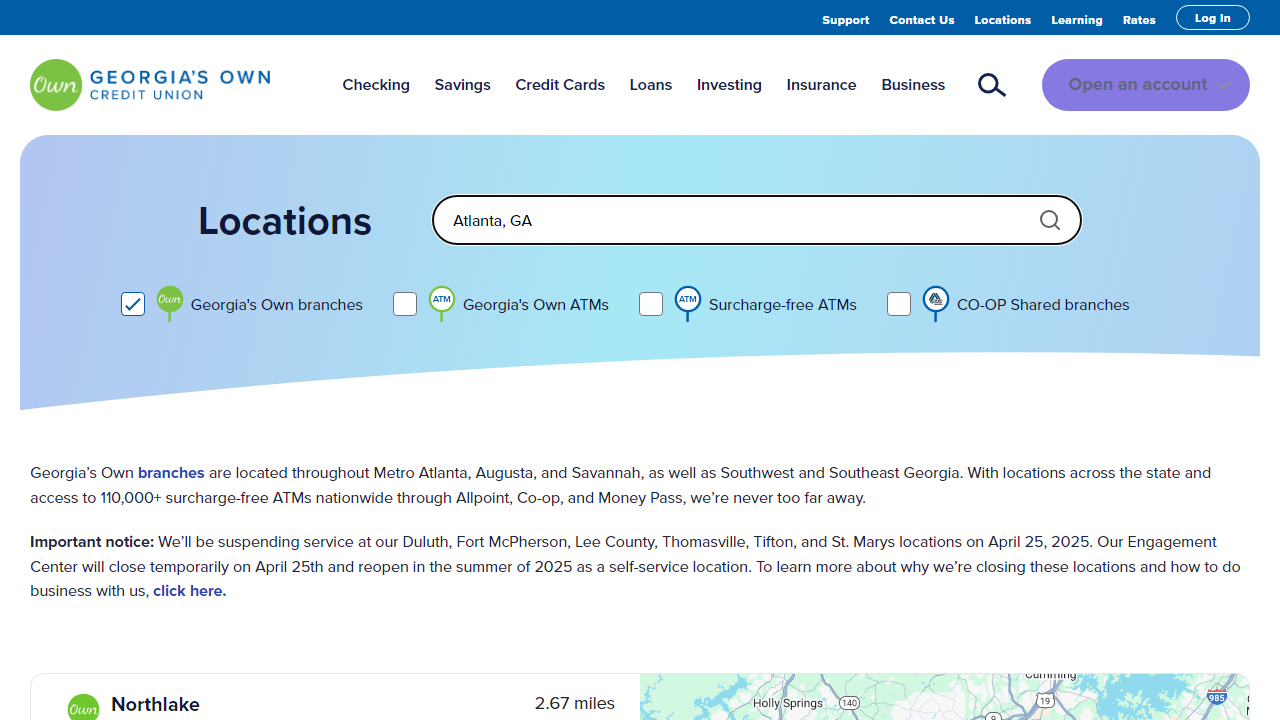 Support Contact Us Locations Learning Rates Log In
Own GEORGIA'S OWN
CREDIT UNION
Checking Savings Credit Cards Loans Investing Insurance Business Open an account
Locations Atlanta, GA
Own Georgia's Own branches ATM Georgia's Own ATMs ATM Surcharge-free ATMs CO-OP Shared branches
Georgia’s Own branches are located throughout Metro Atlanta, Augusta, and Savannah, as well as Southwest and Southeast Georgia. With locations across the state and
access to 110,000+ surcharge-free ATMs nationwide through Allpoint, Co-op, and Money Pass, we’re never too far away.
Important notice: We’ll be suspending service at our Duluth, Fort McPherson, Lee County, Thomasville, Tifton, and St. Marys locations on April 25, 2025. Our Engagement
Center will close temporarily on April 25th and reopen in the summer of 2025 as a self-service location. To learn more about why we’re closing these locations and how to do
business with us, click here.
Own Northlake 2.67 miles
Cumming
Holly Springs 140 19 985
9